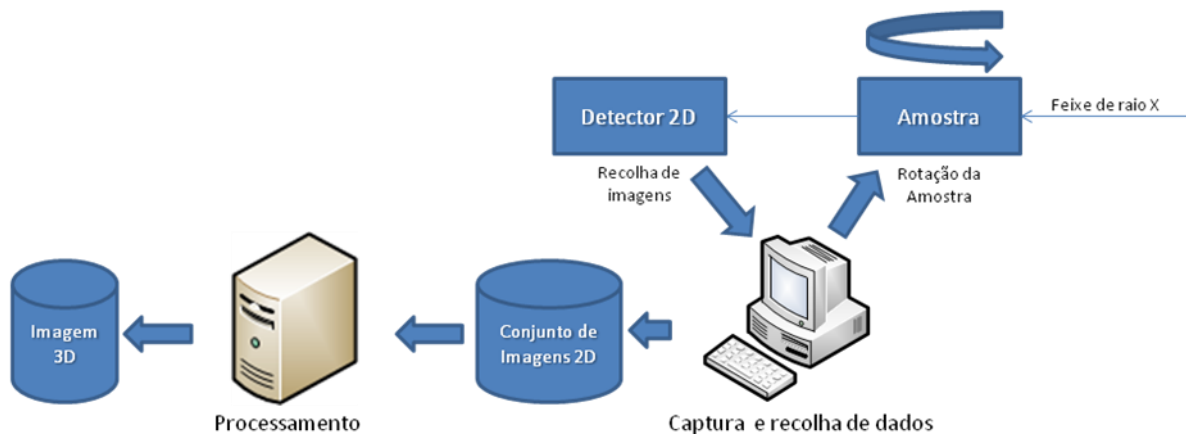 Detector 2D
Amostra
Feixe de raio X
Recolha de
imagens
Rotação da
Amostra
Imagem
3D
Conjunto de
Imagens 2D
Processamento
Captura e recolha de dados